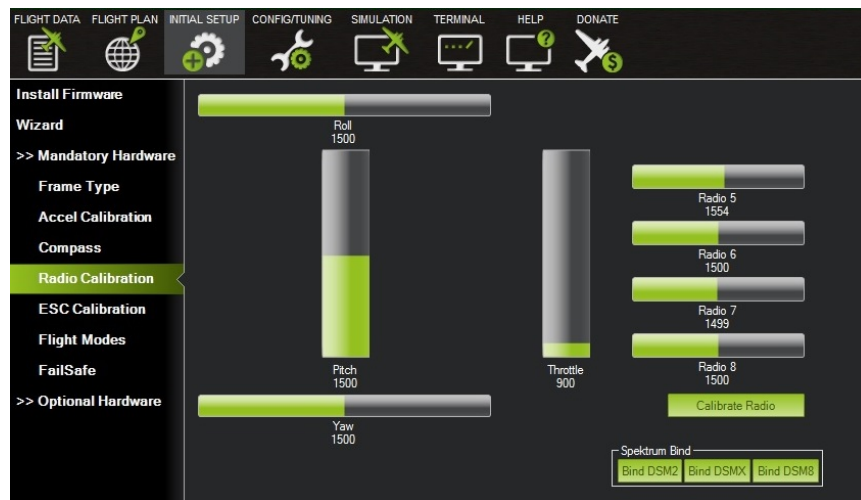 FLIGHT DATA FLIGHT PLAN INITIAL SETUP CONFIG/TUNING SIMULATION TERMINAL HELP DONATE
Install Firmware
Wizard
>> Mandatory Hardware
Frame Type
Accel Calibration
Compass
Radio Calibration
ESC Calibration
Flight Modes
FailSafe
>> Optional Hardware
Roll
1500
Pitch
1500
Throttle
900
Yaw
1500
Radio 5
1554
Radio 6
1500
Radio 7
1499
Radio 8
1500
Calibrate Radio
Spektrum Bind
Bind DSM2 Bind DSMX Bind DSM8